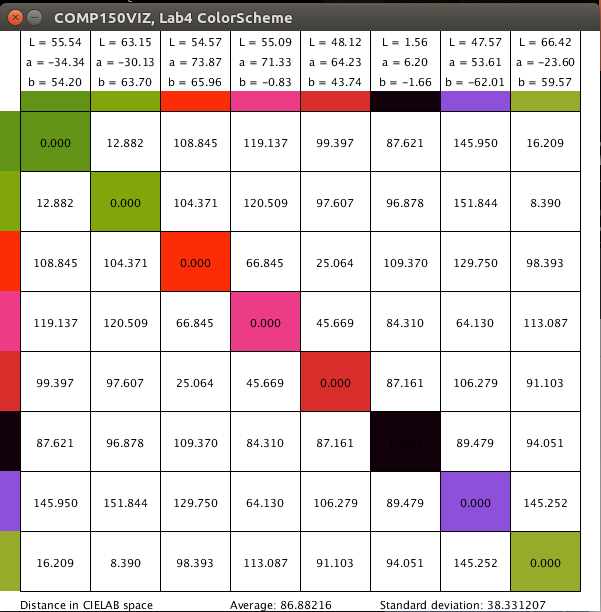 COMP150VIZ, Lab4 ColorScheme
L = 55.54 L = 63.15 L = 54.57 L = 55.09 L = 48.12 L = 1.56 L = 47.57 L = 66.42
a = −34.34 a = −30.13 a = 73.87 a = 71.33 a = 64.23 a = 6.20 a = 53.61 a = −23.60
b = 54.20 b = 63.70 b = 65.96 b = −0.83 b = 43.74 b = −1.66 b = −62.01 b = 59.57
0.000 12.882 108.845 119.137 99.397 87.621 145.950 16.209
12.882 0.000 104.371 120.509 97.607 96.878 151.844 8.390
108.845 104.371 0.000 66.845 25.064 109.370 129.750 98.393
119.137 120.509 66.845 0.000 45.669 84.310 64.130 113.087
99.397 97.607 25.064 45.669 0.000 87.161 106.279 91.103
87.621 96.878 109.370 84.310 87.161 0.000 89.479 94.051
145.950 151.844 129.750 64.130 106.279 89.479 0.000 145.252
16.209 8.390 98.393 113.087 91.103 94.051 145.252 0.000
Distance in CIELAB space Average: 86.88216 Standard deviation: 38.331207